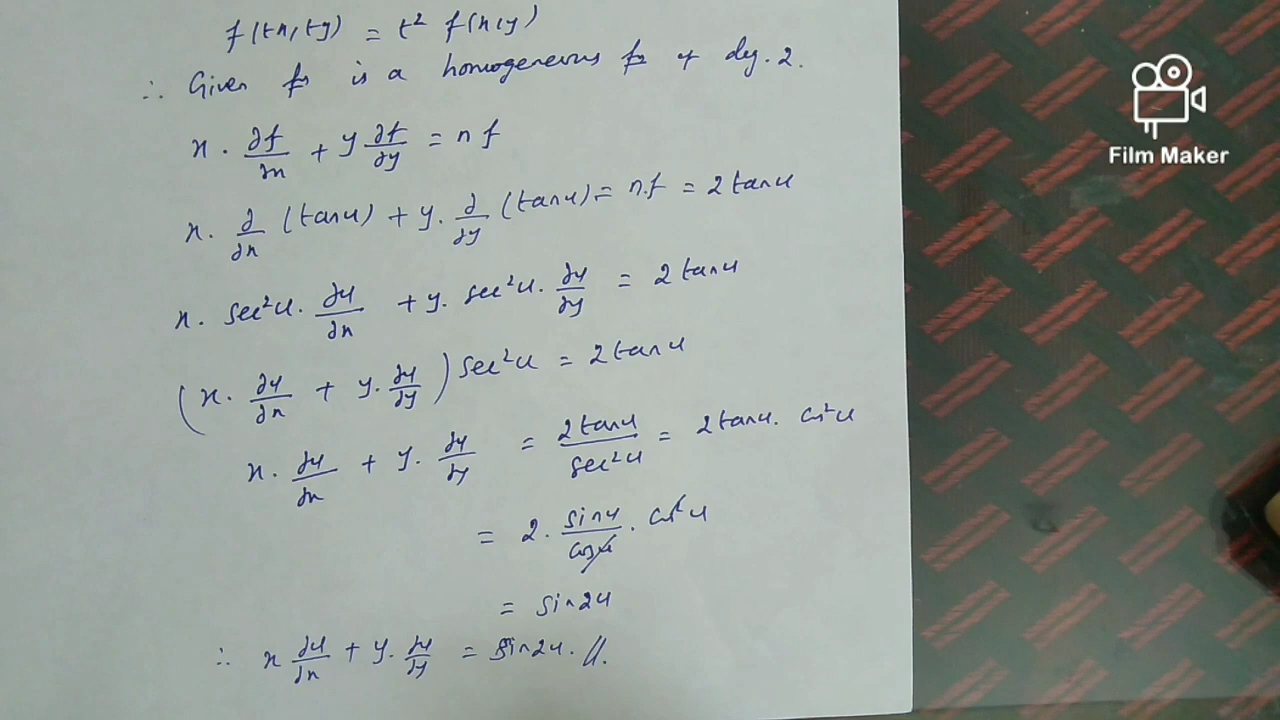 f(tx, ty) = t² f(x,y)
∴ Given fn is a homogeneous fn of deg. 2.
x . ∂f/∂x + y ∂f/∂y = n f
x . ∂/∂x (tan u) + y . ∂/∂y (tan u) = n.f = 2 tan u
x . sec²u . ∂u/∂x + y . sec²u . ∂u/∂y = 2 tan u
(x . ∂u/∂x + y . ∂u/∂y) sec²u = 2 tan u
x . ∂u/∂x + y . ∂u/∂y = 2 tan u / sec²u = 2 tan u . cos²u
= 2 . sin u / cos u . cos²u
= sin 2u
∴ x ∂u/∂x + y . ∂u/∂y = sin 2u . //.
Film Maker